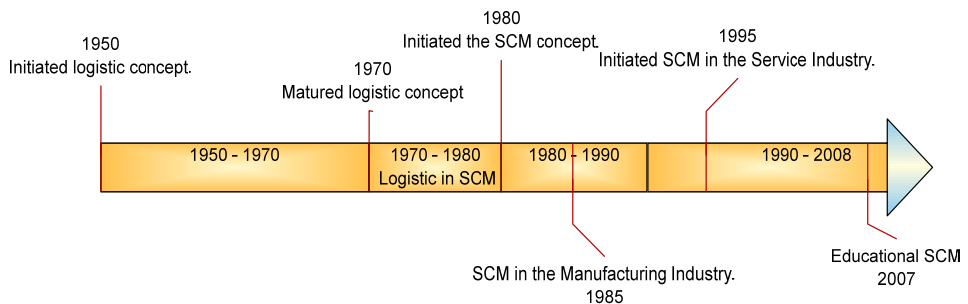 1950
Initiated logistic concept.
1970
Matured logistic concept
1980
Initiated the SCM concept.
1995
Initiated SCM in the Service Industry.
1950 - 1970
1970 - 1980
Logistic in SCM
1980 - 1990
1990 - 2008
SCM in the Manufacturing Industry.
1985
Educational SCM
2007